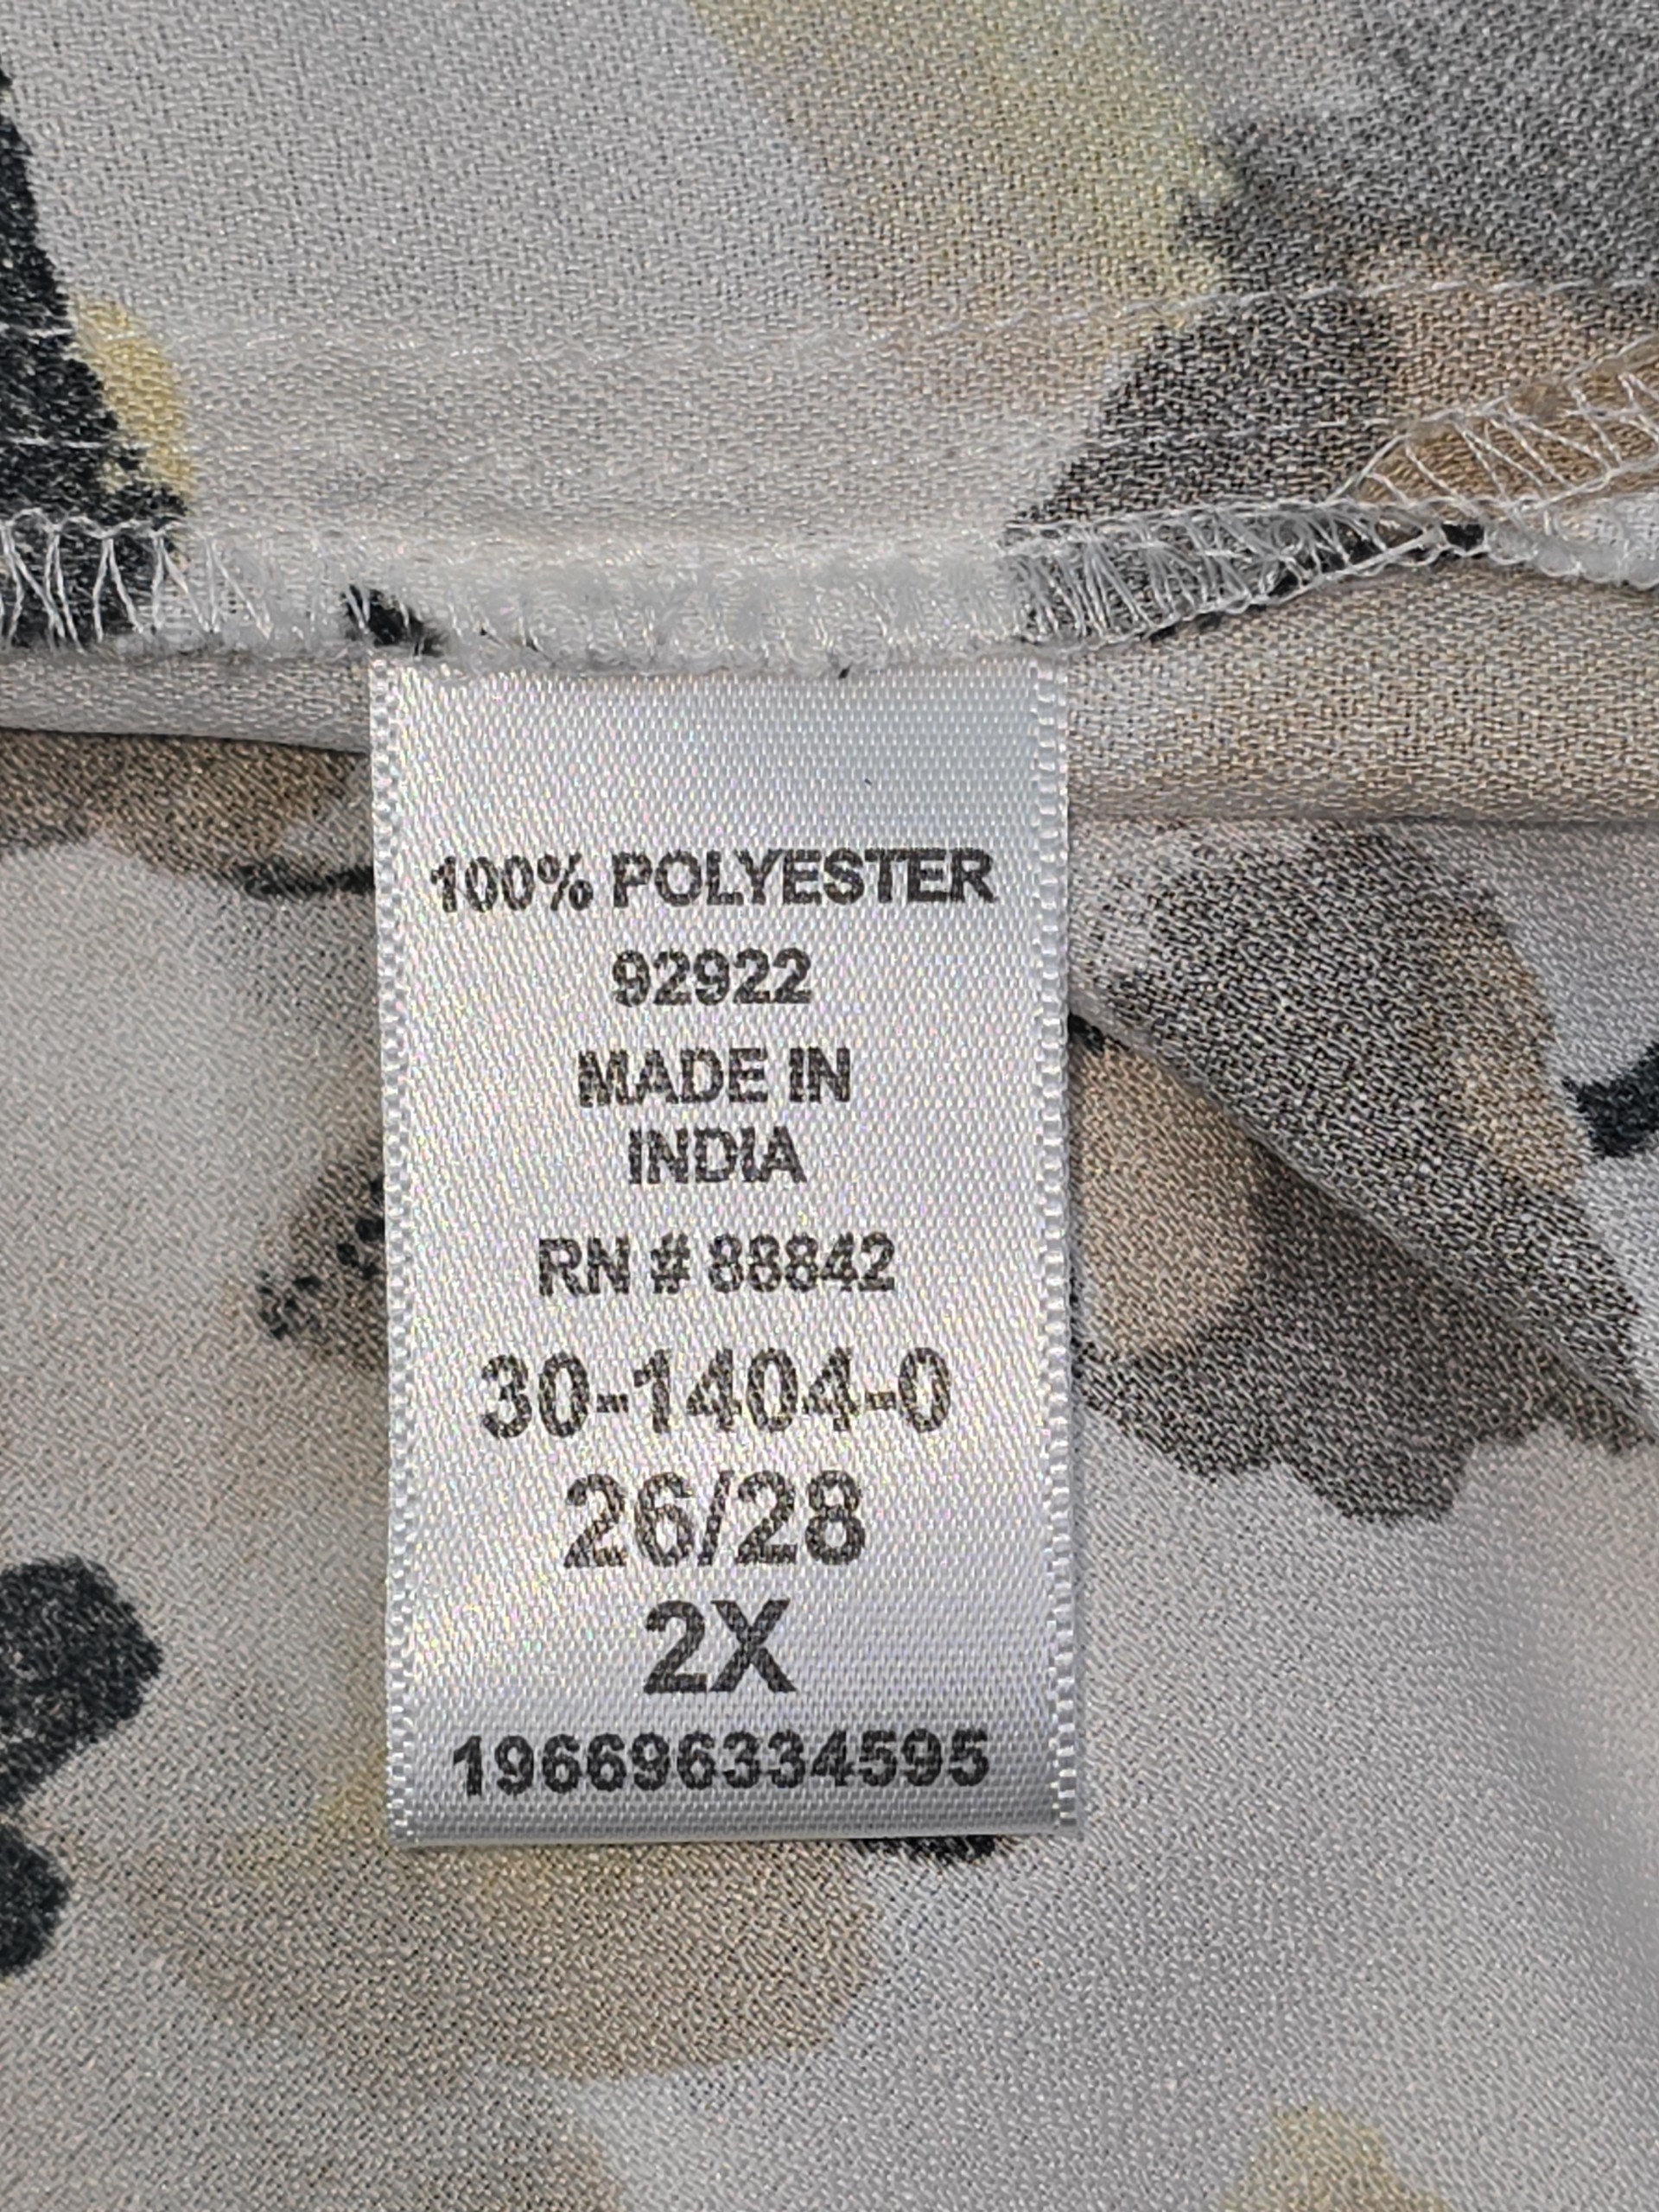 100% POLYESTER
92922
MADE IN
INDIA
RN # 88842
30-1404-0
26/28
2X
196696334595